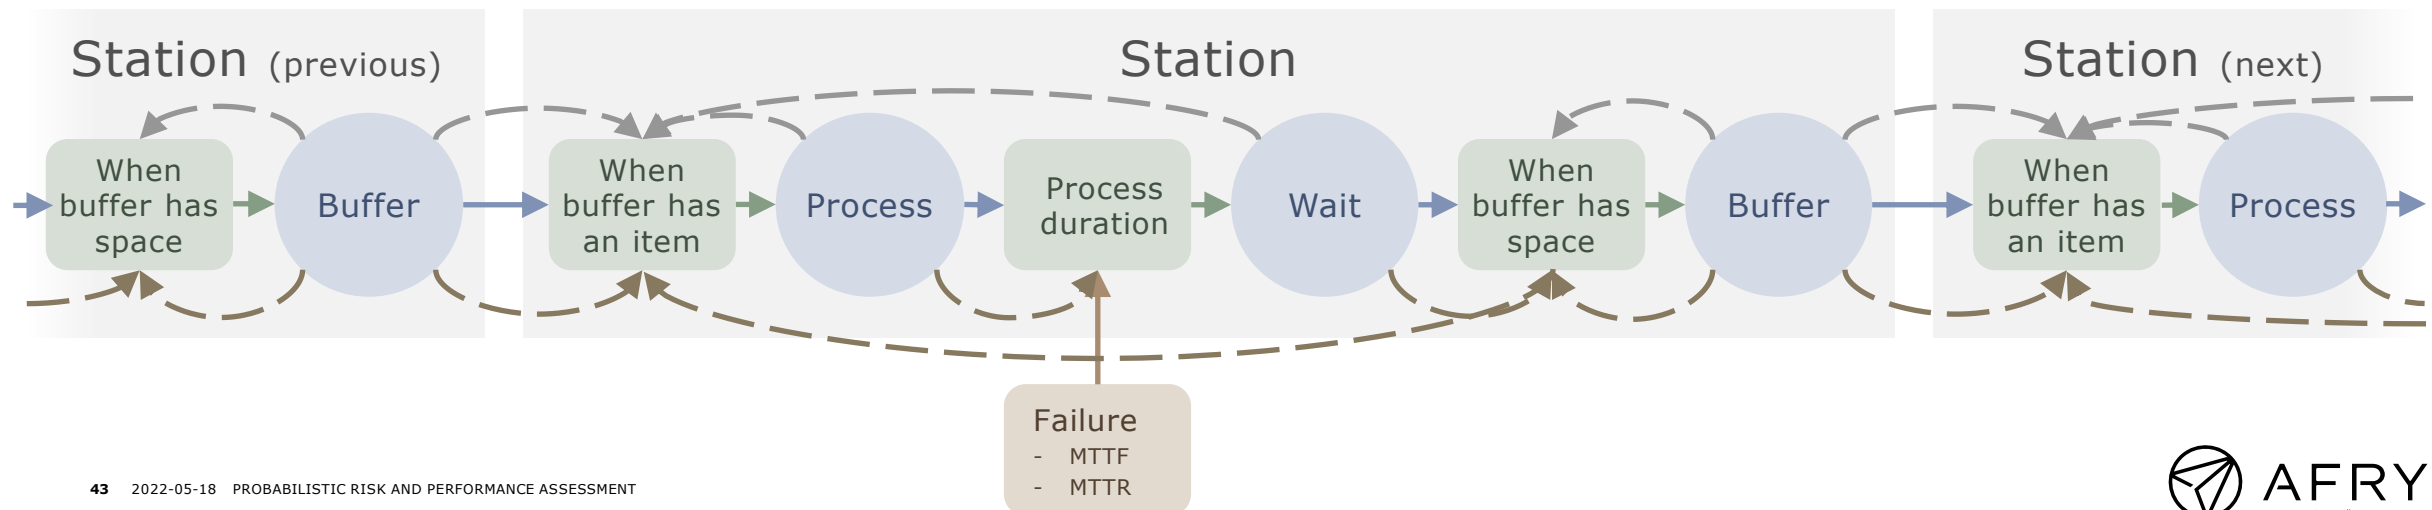 Station (previous)
Station
Station (next)
When
buffer has
space
Buffer
When
buffer has
an item
Process
Process
duration
Wait
When
buffer has
space
Buffer
When
buffer has
an item
Process
Failure
- MTTF
- MTTR
43 2022-05-18 PROBABILISTIC RISK AND PERFORMANCE ASSESSMENT
AFRY